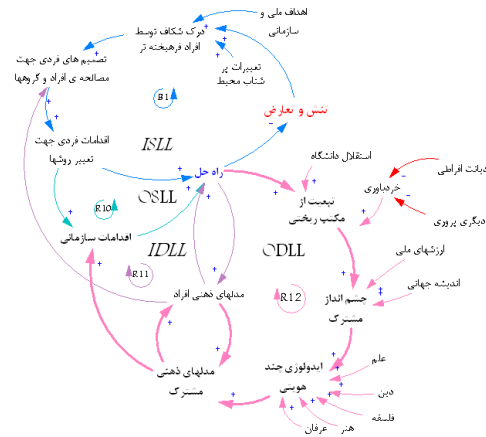 اهداف ملی و
سازمانی
درک شکاف توسط
افراد فرهیخته تر
تصمیم های فردی جهت
مصالحه ی افراد و گروهها
تغییرات پر
شتاب محیط
B1
تنش و تعارض
ISLL
اقدامات فردی جهت
تغییر روشها
راه حل
استقلال دانشگاه
دیانت افراطی
خردباوری
دیگری پروری
OSLL
R10
تبعیت از
مکتب ریختی
اقدامات سازمانی
IDLL
ODLL
ارزشهای ملی
R11
R12
اندیشه جهانی
مدلهای ذهنی افراد
چشم انداز
مشترک
علم
مدلهای ذهنی
مشترک
ایدولوژی چند
هویتی
دین
فلسفه
هنر
عرفان